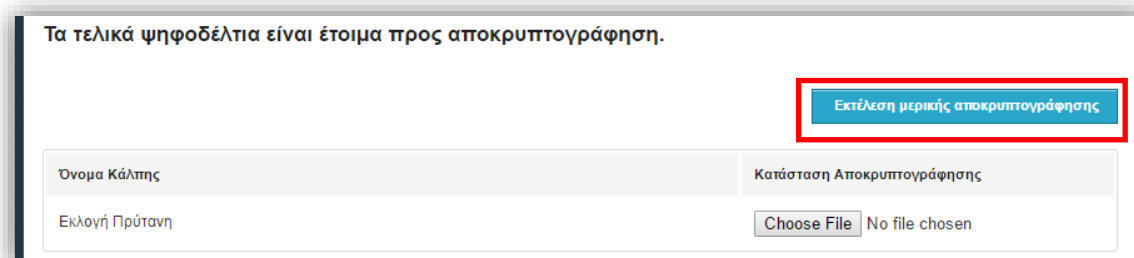 Τα τελικά ψηφοδέλτια είναι έτοιμα προς αποκρυπτογράφηση.
Εκτέλεση μερικής αποκρυπτογράφησης
Όνομα Κάλπης Κατάσταση Αποκρυπτογράφησης
Εκλογή Πρύτανη Choose File No file chosen